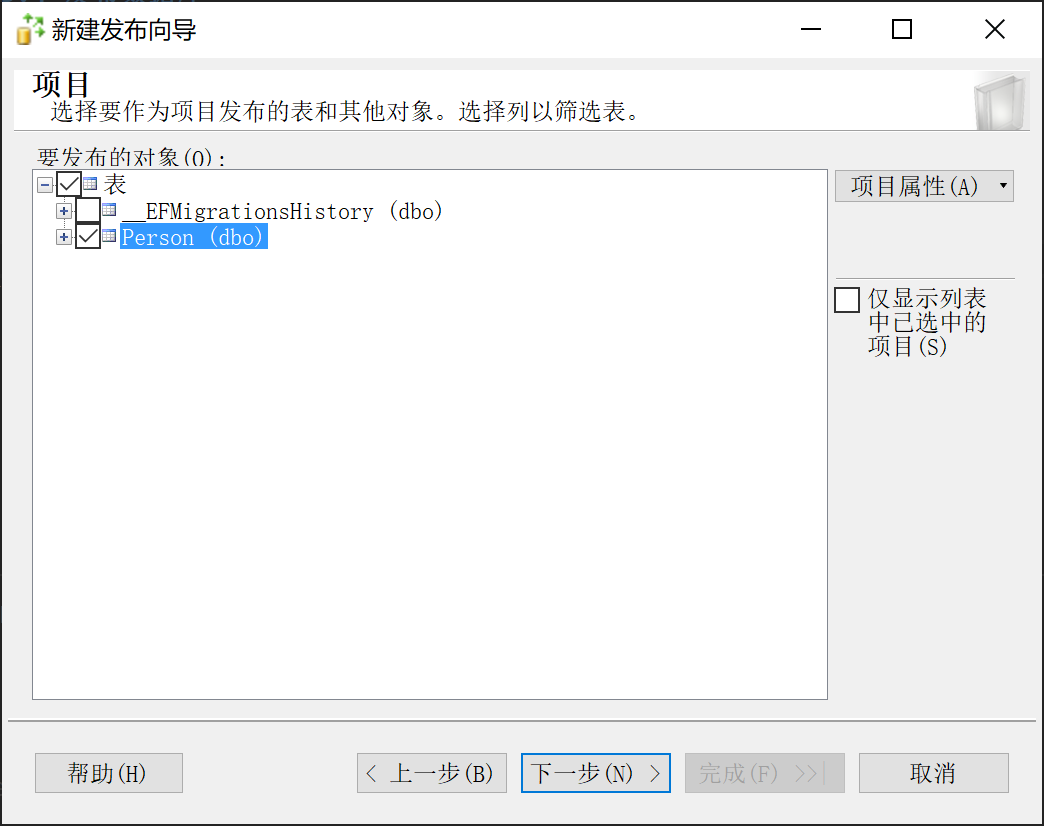 新建发布向导
项目
选择要作为项目发布的表和其他对象。选择列以筛选表。
要发布的对象(O):
表
__EFMigrationsHistory (dbo)
Person (dbo)
项目属性(A)
仅显示列表
中已选中的
项目(S)
帮助(H)
< 上一步(B)
下一步(N) >
完成(F) >>|
取消